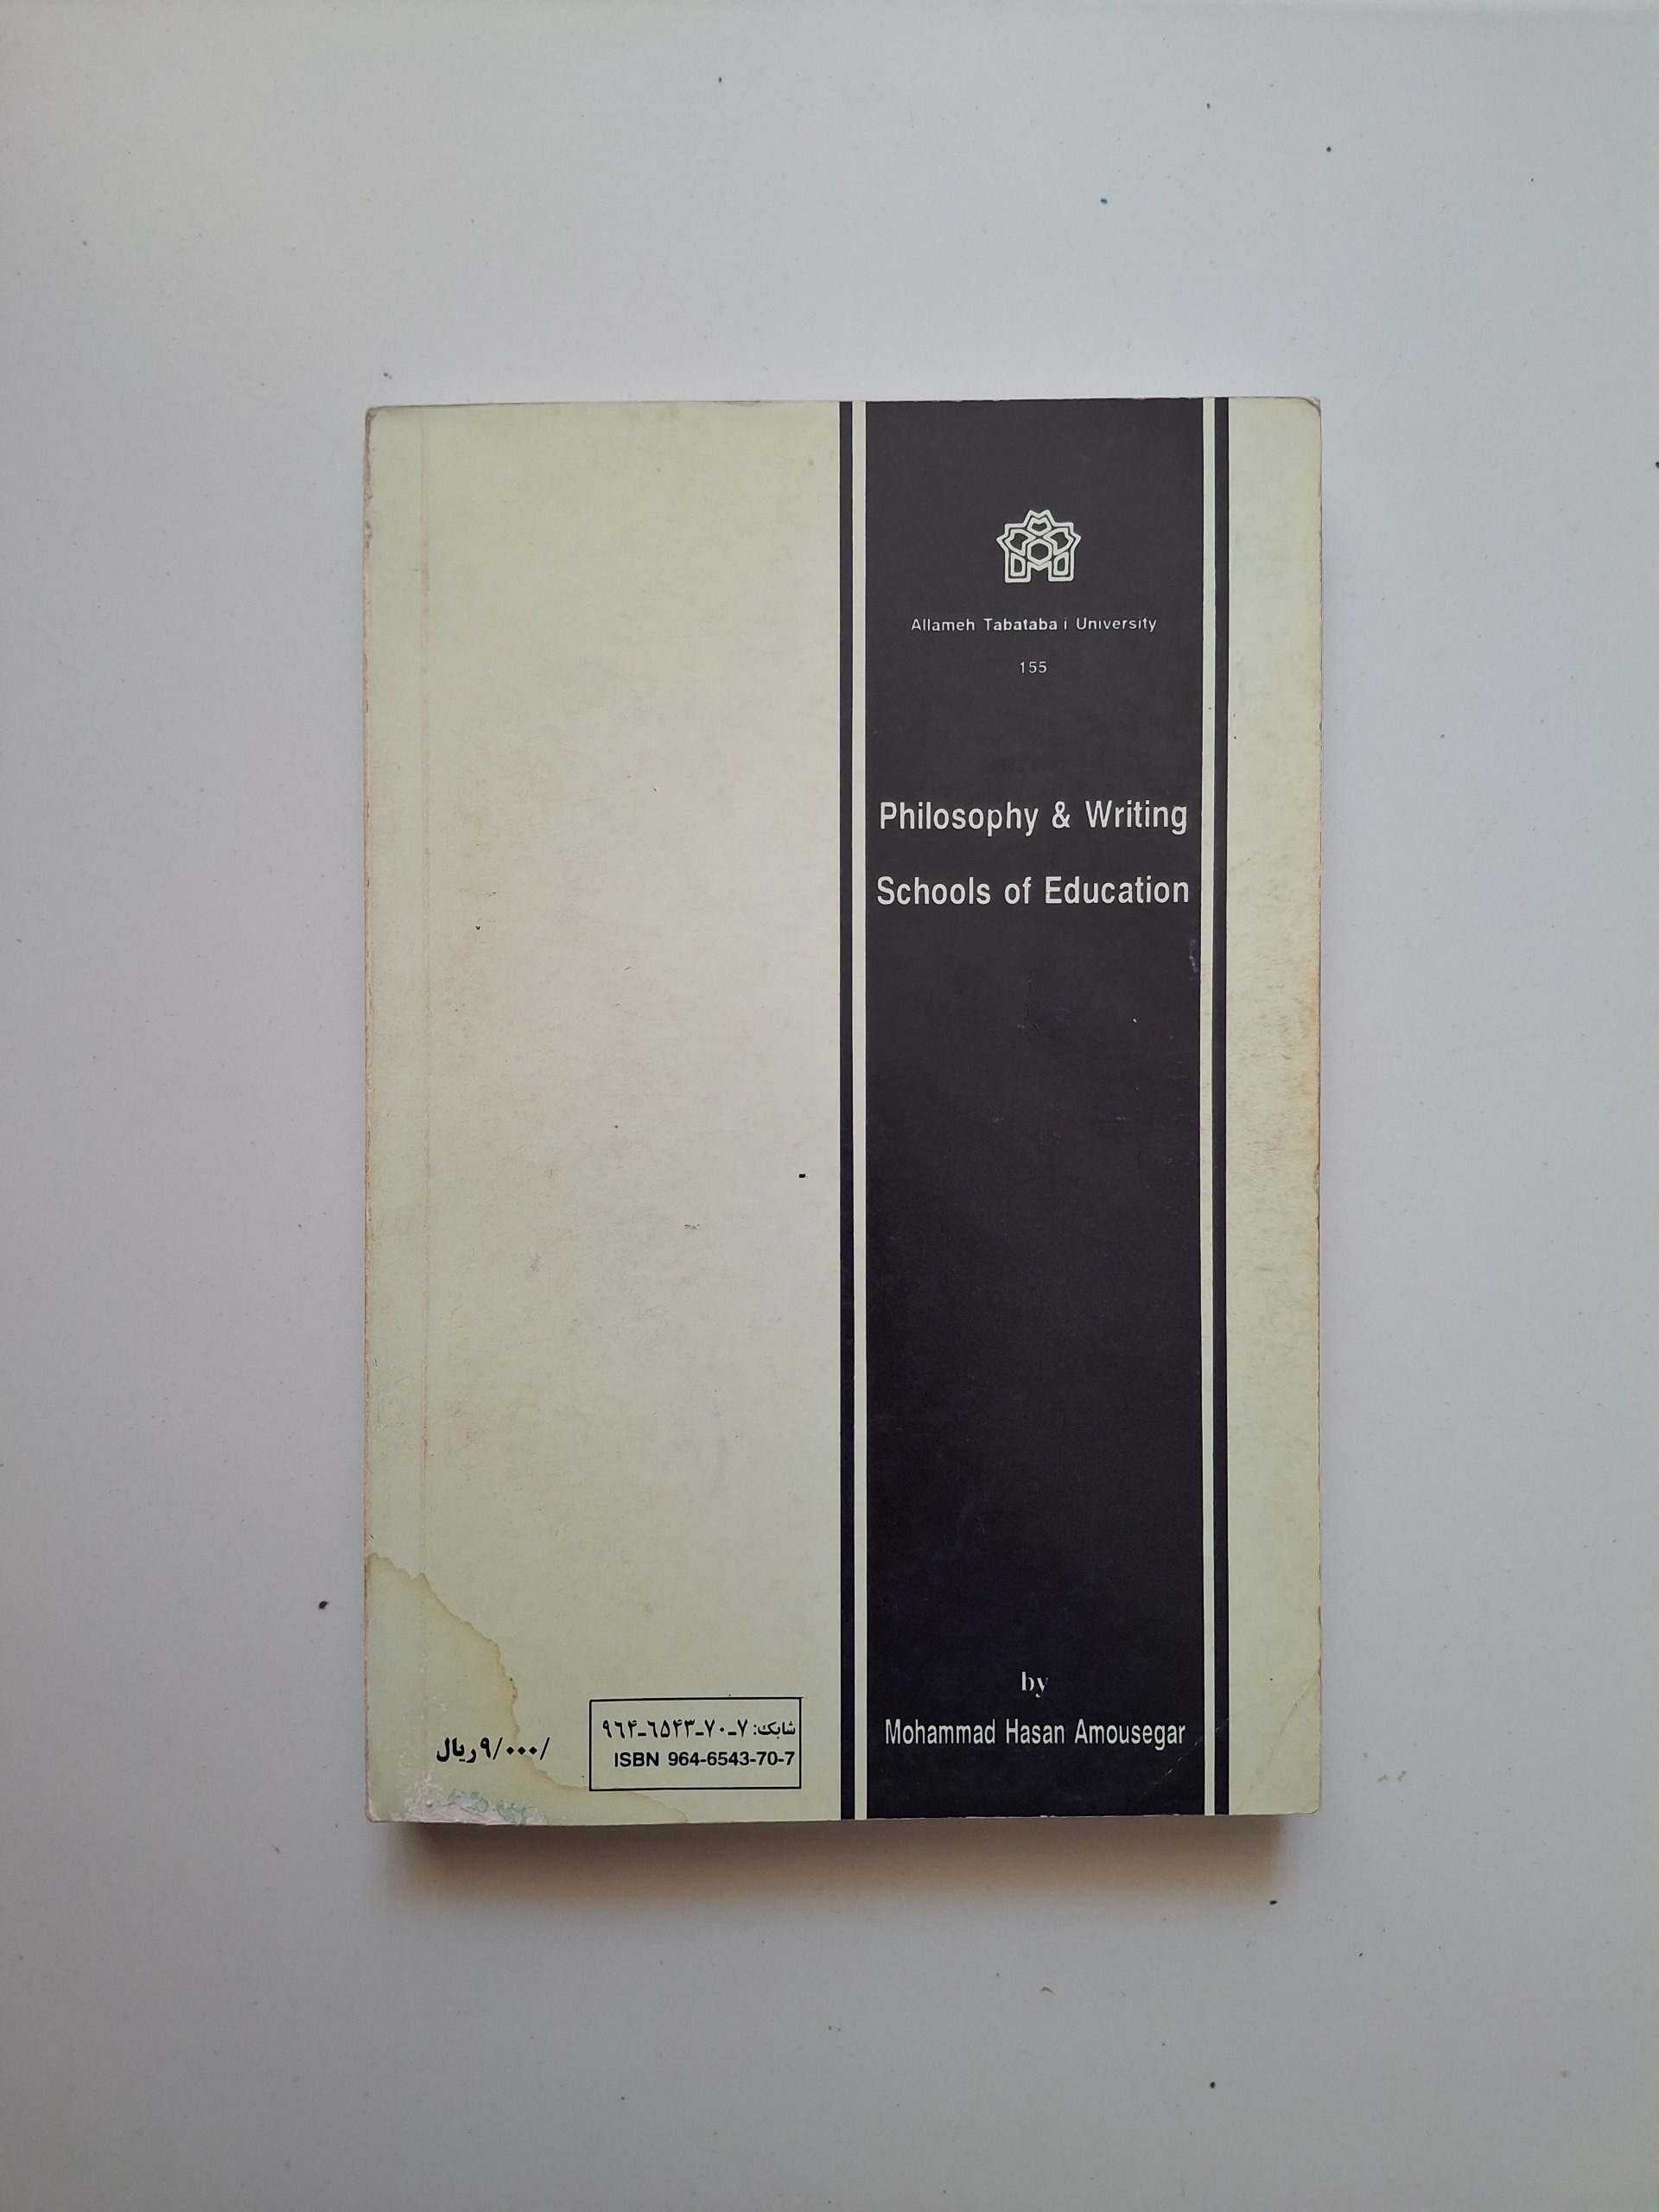 Allameh Tabataba i University
155
Philosophy & Writing
Schools of Education
by
Mohammad Hasan Amousegar
شابک: ۷-۷۰-۶۵۴۳-۹۶۴
ISBN 964-6543-70-7
۹/۰۰۰/ ریال